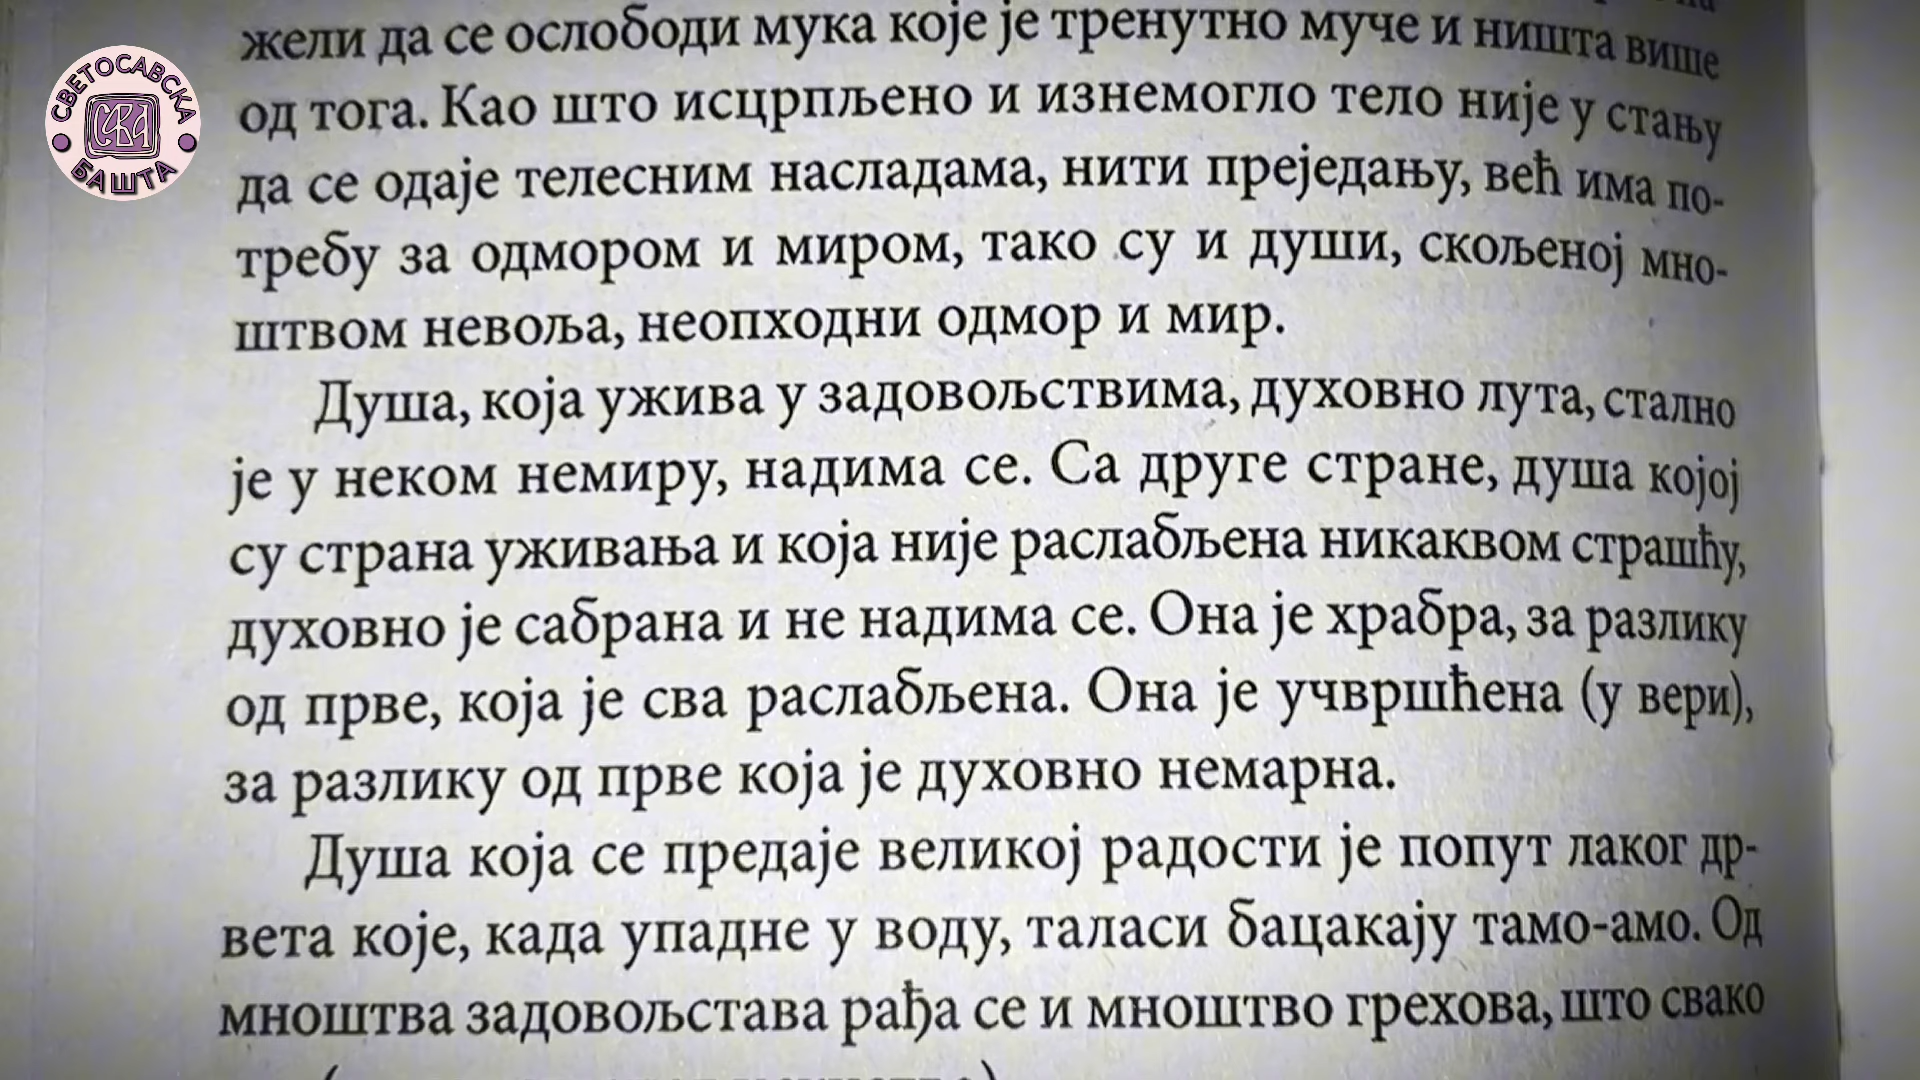 СВЕТОСАВСКА
БАШТА
жели да се ослободи мука које је тренутно муче и ништа више
од тога. Као што исцрпљено и изнемогло тело није у стању
да се одаје телесним насладама, нити преједању, већ има по-
требу за одмором и миром, тако су и души, скољеној мно-
штвом невоља, неопходни одмор и мир.
Душа, која ужива у задовољствима, духовно лута, стално
је у неком немиру, надима се. Са друге стране, душа којој
су страна уживања и која није раслабљена никаквом страшћу,
духовно је сабрана и не надима се. Она је храбра, за разлику
од прве, која је сва раслабљена. Она је учвршћена (у вери),
за разлику од прве која је духовно немарна.
Душа која се предаје великој радости је попут лаког др-
вета које, када упадне у воду, таласи бацакају тамо-амо. Од
мноштва задовољстава рађа се и мноштво грехова, што свако